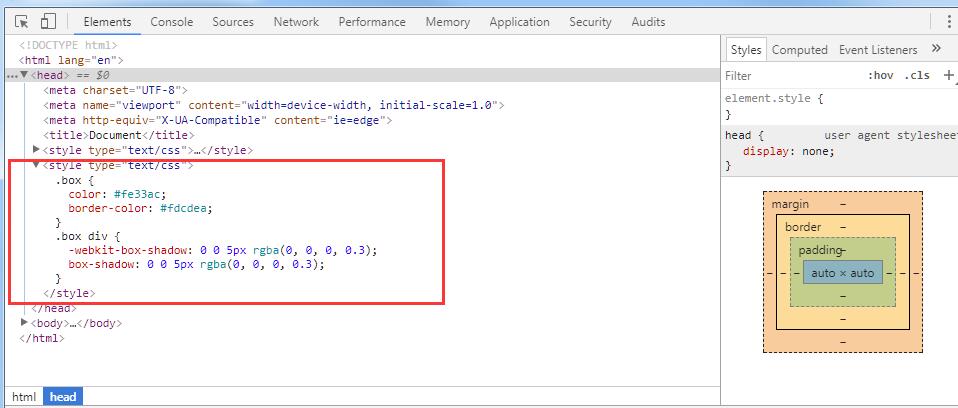 Elements Console Sources Network Performance Memory Application Security Audits
<!DOCTYPE html>
<html lang="en">
…▼<head> == $0
<meta charset="UTF-8">
<meta name="viewport" content="width=device-width, initial-scale=1.0">
<meta http-equiv="X-UA-Compatible" content="ie=edge">
<title>Document</title>
▶<style type="text/css">…</style>
▼<style type="text/css">
.box {
color: #fe33ac;
border-color: #fdcdea;
}
.box div {
-webkit-box-shadow: 0 0 5px rgba(0, 0, 0, 0.3);
box-shadow: 0 0 5px rgba(0, 0, 0, 0.3);
}
</style>
</head>
▶<body>…</body>
</html>
html head
Styles Computed Event Listeners »
Filter :hov .cls +
element.style {
}
head { user agent stylesheet
display: none;
}
margin –
border –
padding –
– – – auto × auto – – –
–
–
–